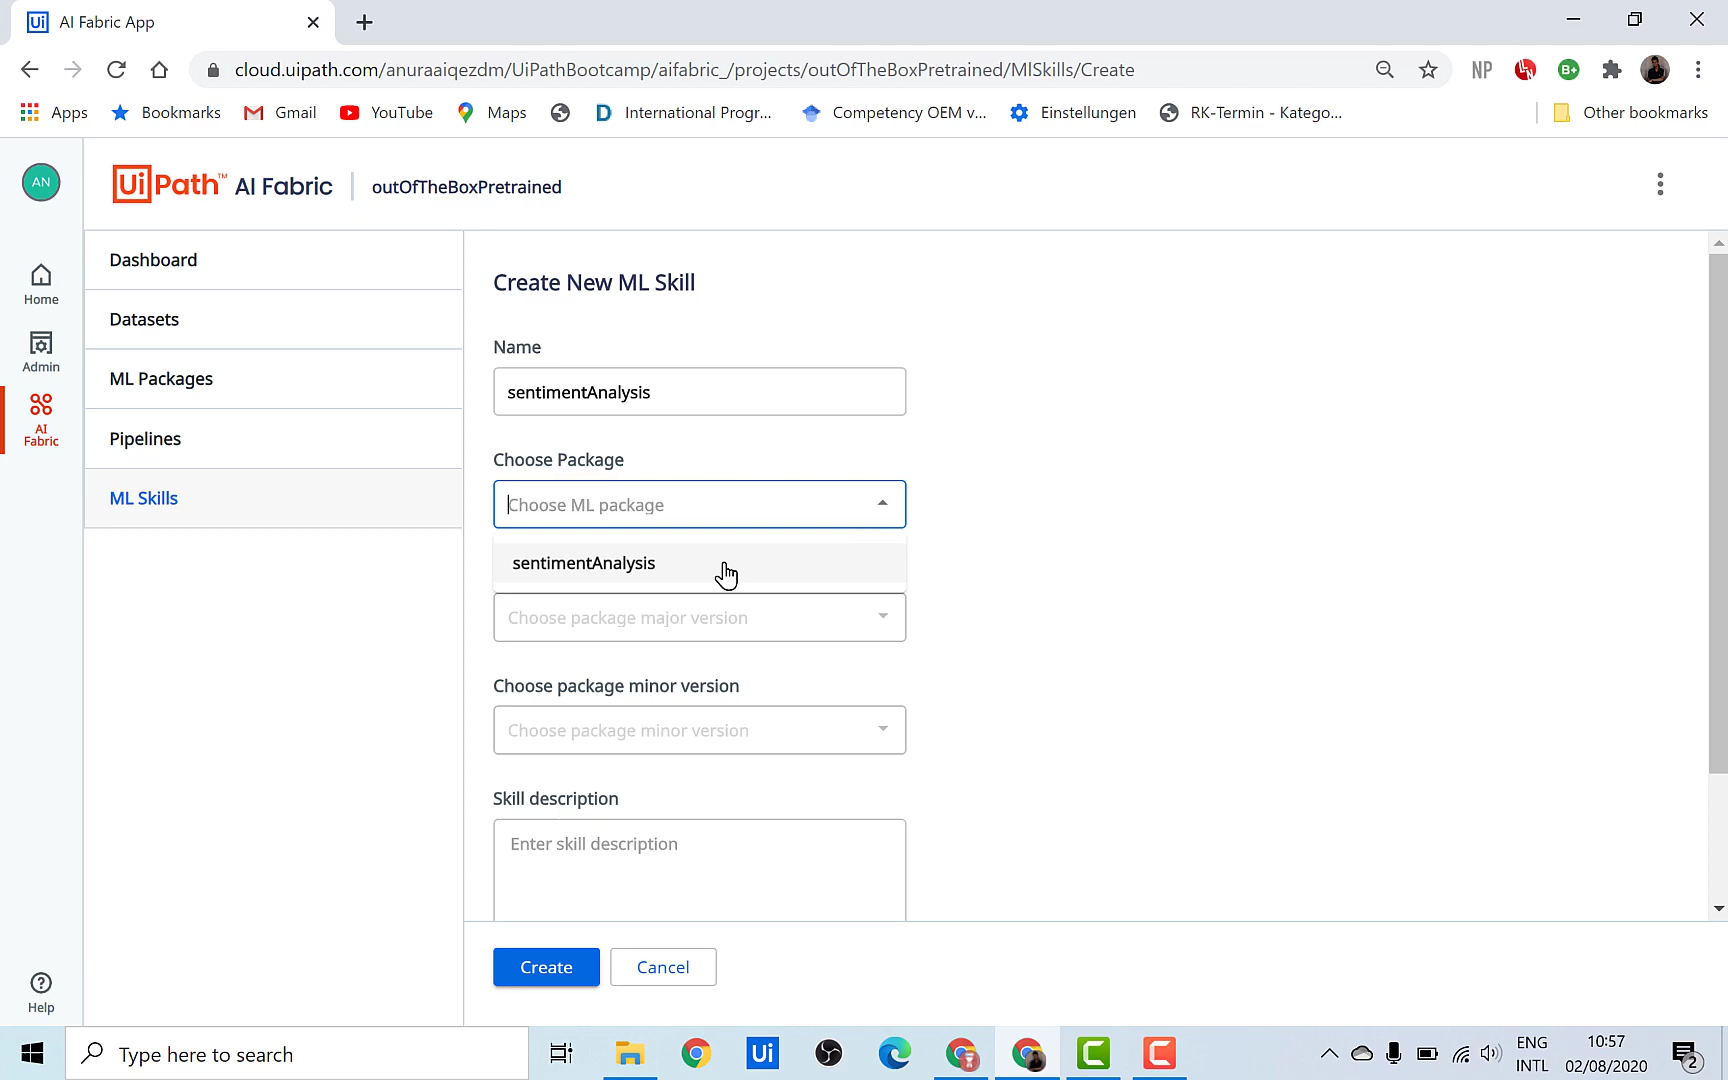 AI Fabric App
cloud.uipath.com/anuraaiqezdm/UiPathBootcamp/aifabric_/projects/outOfTheBoxPretrained/MlSkills/Create
NP
B+
Apps
Bookmarks
Gmail
YouTube
Maps
International Progr...
Competency OEM v...
Einstellungen
RK-Termin - Katego...
Other bookmarks
AN
UiPath™ AI Fabric
outOfTheBoxPretrained
Home
Admin
AI
Fabric
Help
Dashboard
Datasets
ML Packages
Pipelines
ML Skills
Create New ML Skill
Name
sentimentAnalysis
Choose Package
Choose ML package
sentimentAnalysis
Choose package major version
Choose package minor version
Choose package minor version
Skill description
Enter skill description
Create
Cancel
Type here to search
Ui
ENG
INTL
10:57
02/08/2020
2